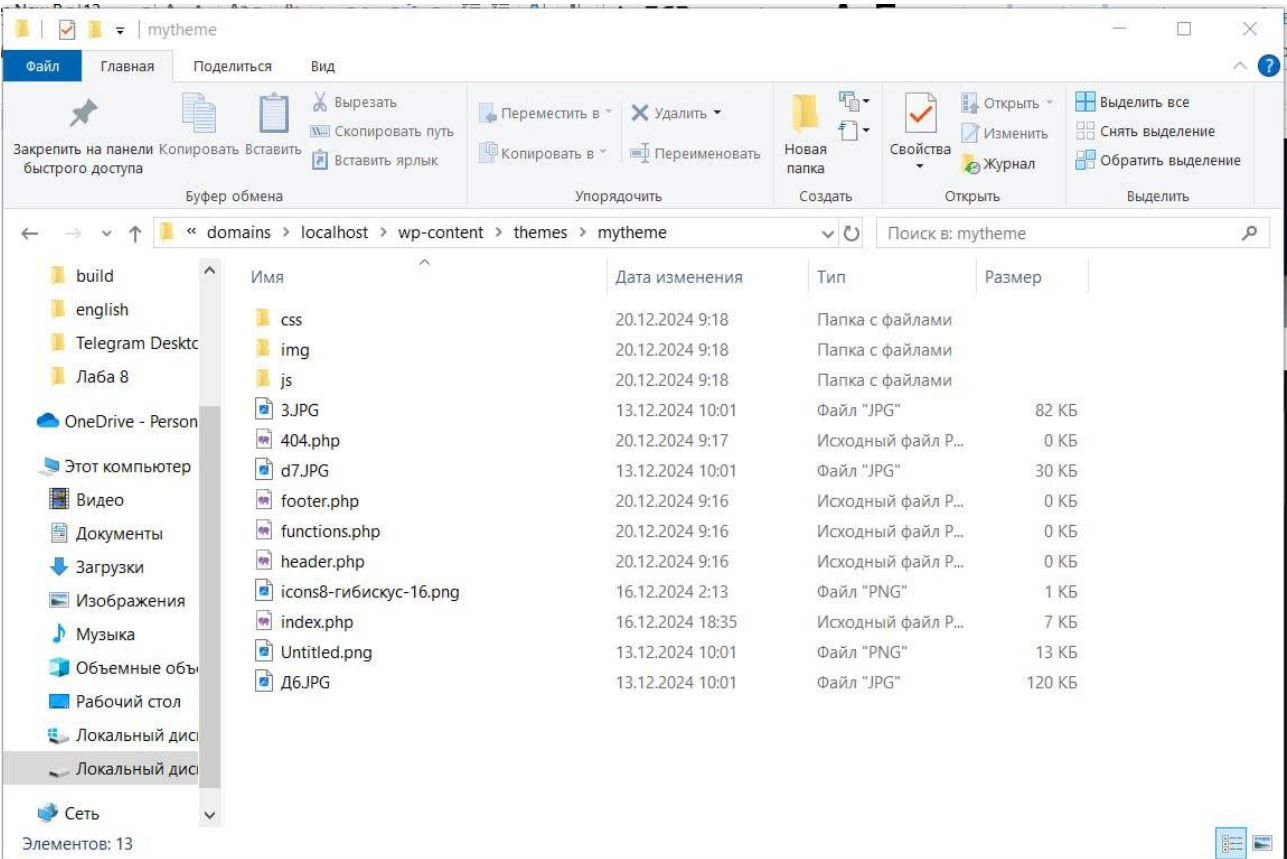 mytheme
Файл Главная Поделиться Вид
Закрепить на панели быстрого доступа
Копировать
Вставить
Вырезать
Скопировать путь
Вставить ярлык
Буфер обмена
Переместить в
Копировать в
Удалить
Переименовать
Упорядочить
Новая папка
Создать
Свойства
Открыть
Изменить
Журнал
Открыть
Выделить все
Снять выделение
Обратить выделение
Выделить
« domains > localhost > wp-content > themes > mytheme
Поиск в: mytheme
build
english
Telegram Deskto
Лаба 8
OneDrive - Person
Этот компьютер
Видео
Документы
Загрузки
Изображения
Музыка
Объемные объ
Рабочий стол
Локальный дис
Локальный дис
Сеть
Имя Дата изменения Тип Размер
css 20.12.2024 9:18 Папка с файлами
img 20.12.2024 9:18 Папка с файлами
js 20.12.2024 9:18 Папка с файлами
3.JPG 13.12.2024 10:01 Файл "JPG" 82 КБ
404.php 20.12.2024 9:17 Исходный файл P... 0 КБ
d7.JPG 13.12.2024 10:01 Файл "JPG" 30 КБ
footer.php 20.12.2024 9:16 Исходный файл P... 0 КБ
functions.php 20.12.2024 9:16 Исходный файл P... 0 КБ
header.php 20.12.2024 9:16 Исходный файл P... 0 КБ
icons8-гибискус-16.png 16.12.2024 2:13 Файл "PNG" 1 КБ
index.php 16.12.2024 18:35 Исходный файл P... 7 КБ
Untitled.png 13.12.2024 10:01 Файл "PNG" 13 КБ
Д6.JPG 13.12.2024 10:01 Файл "JPG" 120 КБ
Элементов: 13